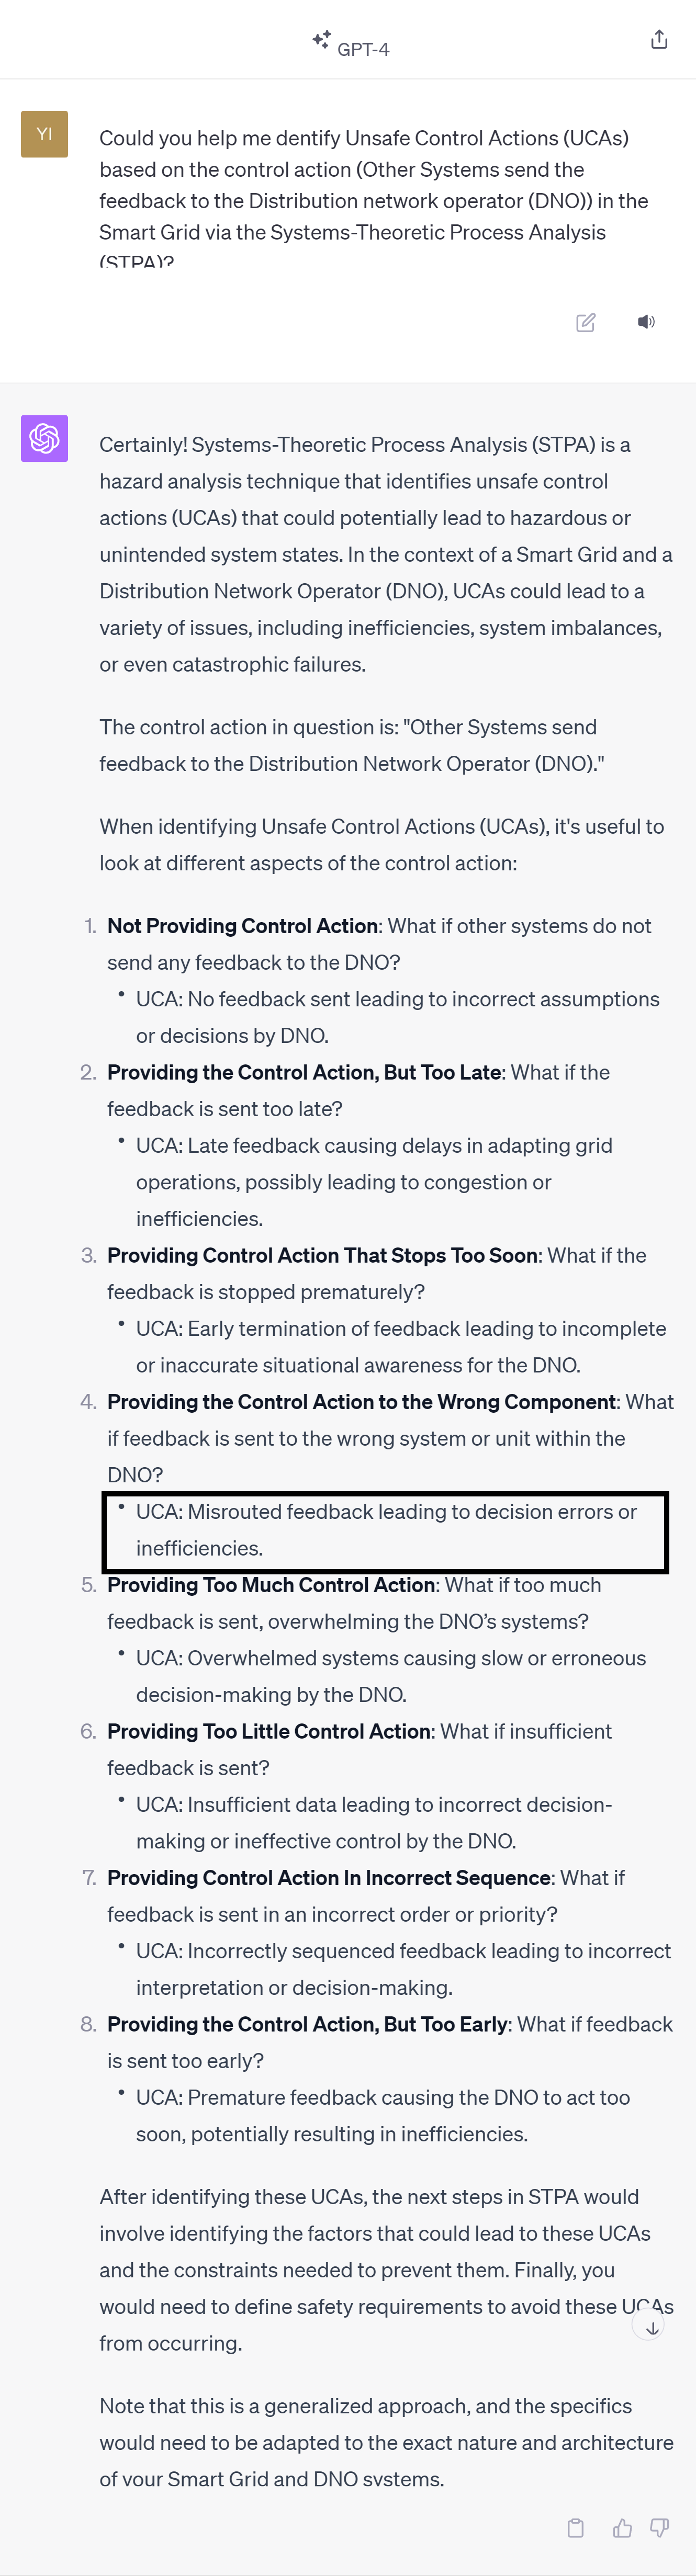 GPT-4
YI
Could you help me dentify Unsafe Control Actions (UCAs)
based on the control action (Other Systems send the
feedback to the Distribution network operator (DNO)) in the
Smart Grid via the Systems-Theoretic Process Analysis
(STPA)?
Certainly! Systems-Theoretic Process Analysis (STPA) is a
hazard analysis technique that identifies unsafe control
actions (UCAs) that could potentially lead to hazardous or
unintended system states. In the context of a Smart Grid and a
Distribution Network Operator (DNO), UCAs could lead to a
variety of issues, including inefficiencies, system imbalances,
or even catastrophic failures.
The control action in question is: "Other Systems send
feedback to the Distribution Network Operator (DNO)."
When identifying Unsafe Control Actions (UCAs), it's useful to
look at different aspects of the control action:
1. Not Providing Control Action: What if other systems do not
send any feedback to the DNO?
• UCA: No feedback sent leading to incorrect assumptions
or decisions by DNO.
2. Providing the Control Action, But Too Late: What if the
feedback is sent too late?
• UCA: Late feedback causing delays in adapting grid
operations, possibly leading to congestion or
inefficiencies.
3. Providing Control Action That Stops Too Soon: What if the
feedback is stopped prematurely?
• UCA: Early termination of feedback leading to incomplete
or inaccurate situational awareness for the DNO.
4. Providing the Control Action to the Wrong Component: What
if feedback is sent to the wrong system or unit within the
DNO?
• UCA: Misrouted feedback leading to decision errors or
inefficiencies.
5. Providing Too Much Control Action: What if too much
feedback is sent, overwhelming the DNO’s systems?
• UCA: Overwhelmed systems causing slow or erroneous
decision-making by the DNO.
6. Providing Too Little Control Action: What if insufficient
feedback is sent?
• UCA: Insufficient data leading to incorrect decision-
making or ineffective control by the DNO.
7. Providing Control Action In Incorrect Sequence: What if
feedback is sent in an incorrect order or priority?
• UCA: Incorrectly sequenced feedback leading to incorrect
interpretation or decision-making.
8. Providing the Control Action, But Too Early: What if feedback
is sent too early?
• UCA: Premature feedback causing the DNO to act too
soon, potentially resulting in inefficiencies.
After identifying these UCAs, the next steps in STPA would
involve identifying the factors that could lead to these UCAs
and the constraints needed to prevent them. Finally, you
would need to define safety requirements to avoid these UCAs
from occurring.
Note that this is a generalized approach, and the specifics
would need to be adapted to the exact nature and architecture
of your Smart Grid and DNO systems.